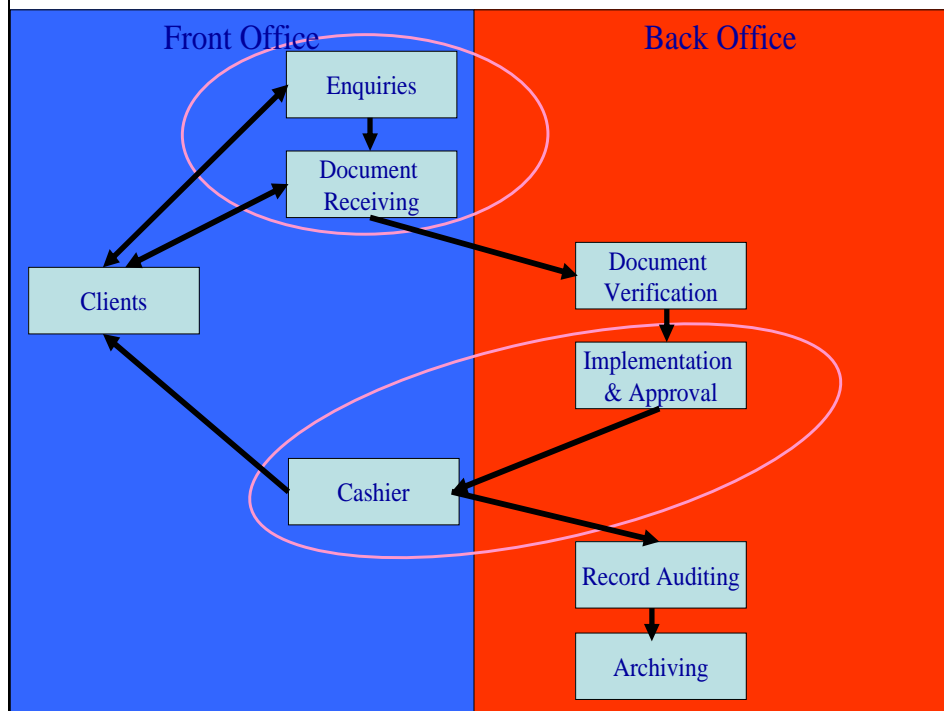 Front Office
Back Office
Enquiries
Document
Receiving
Clients
Document
Verification
Implementation
& Approval
Cashier
Record Auditing
Archiving